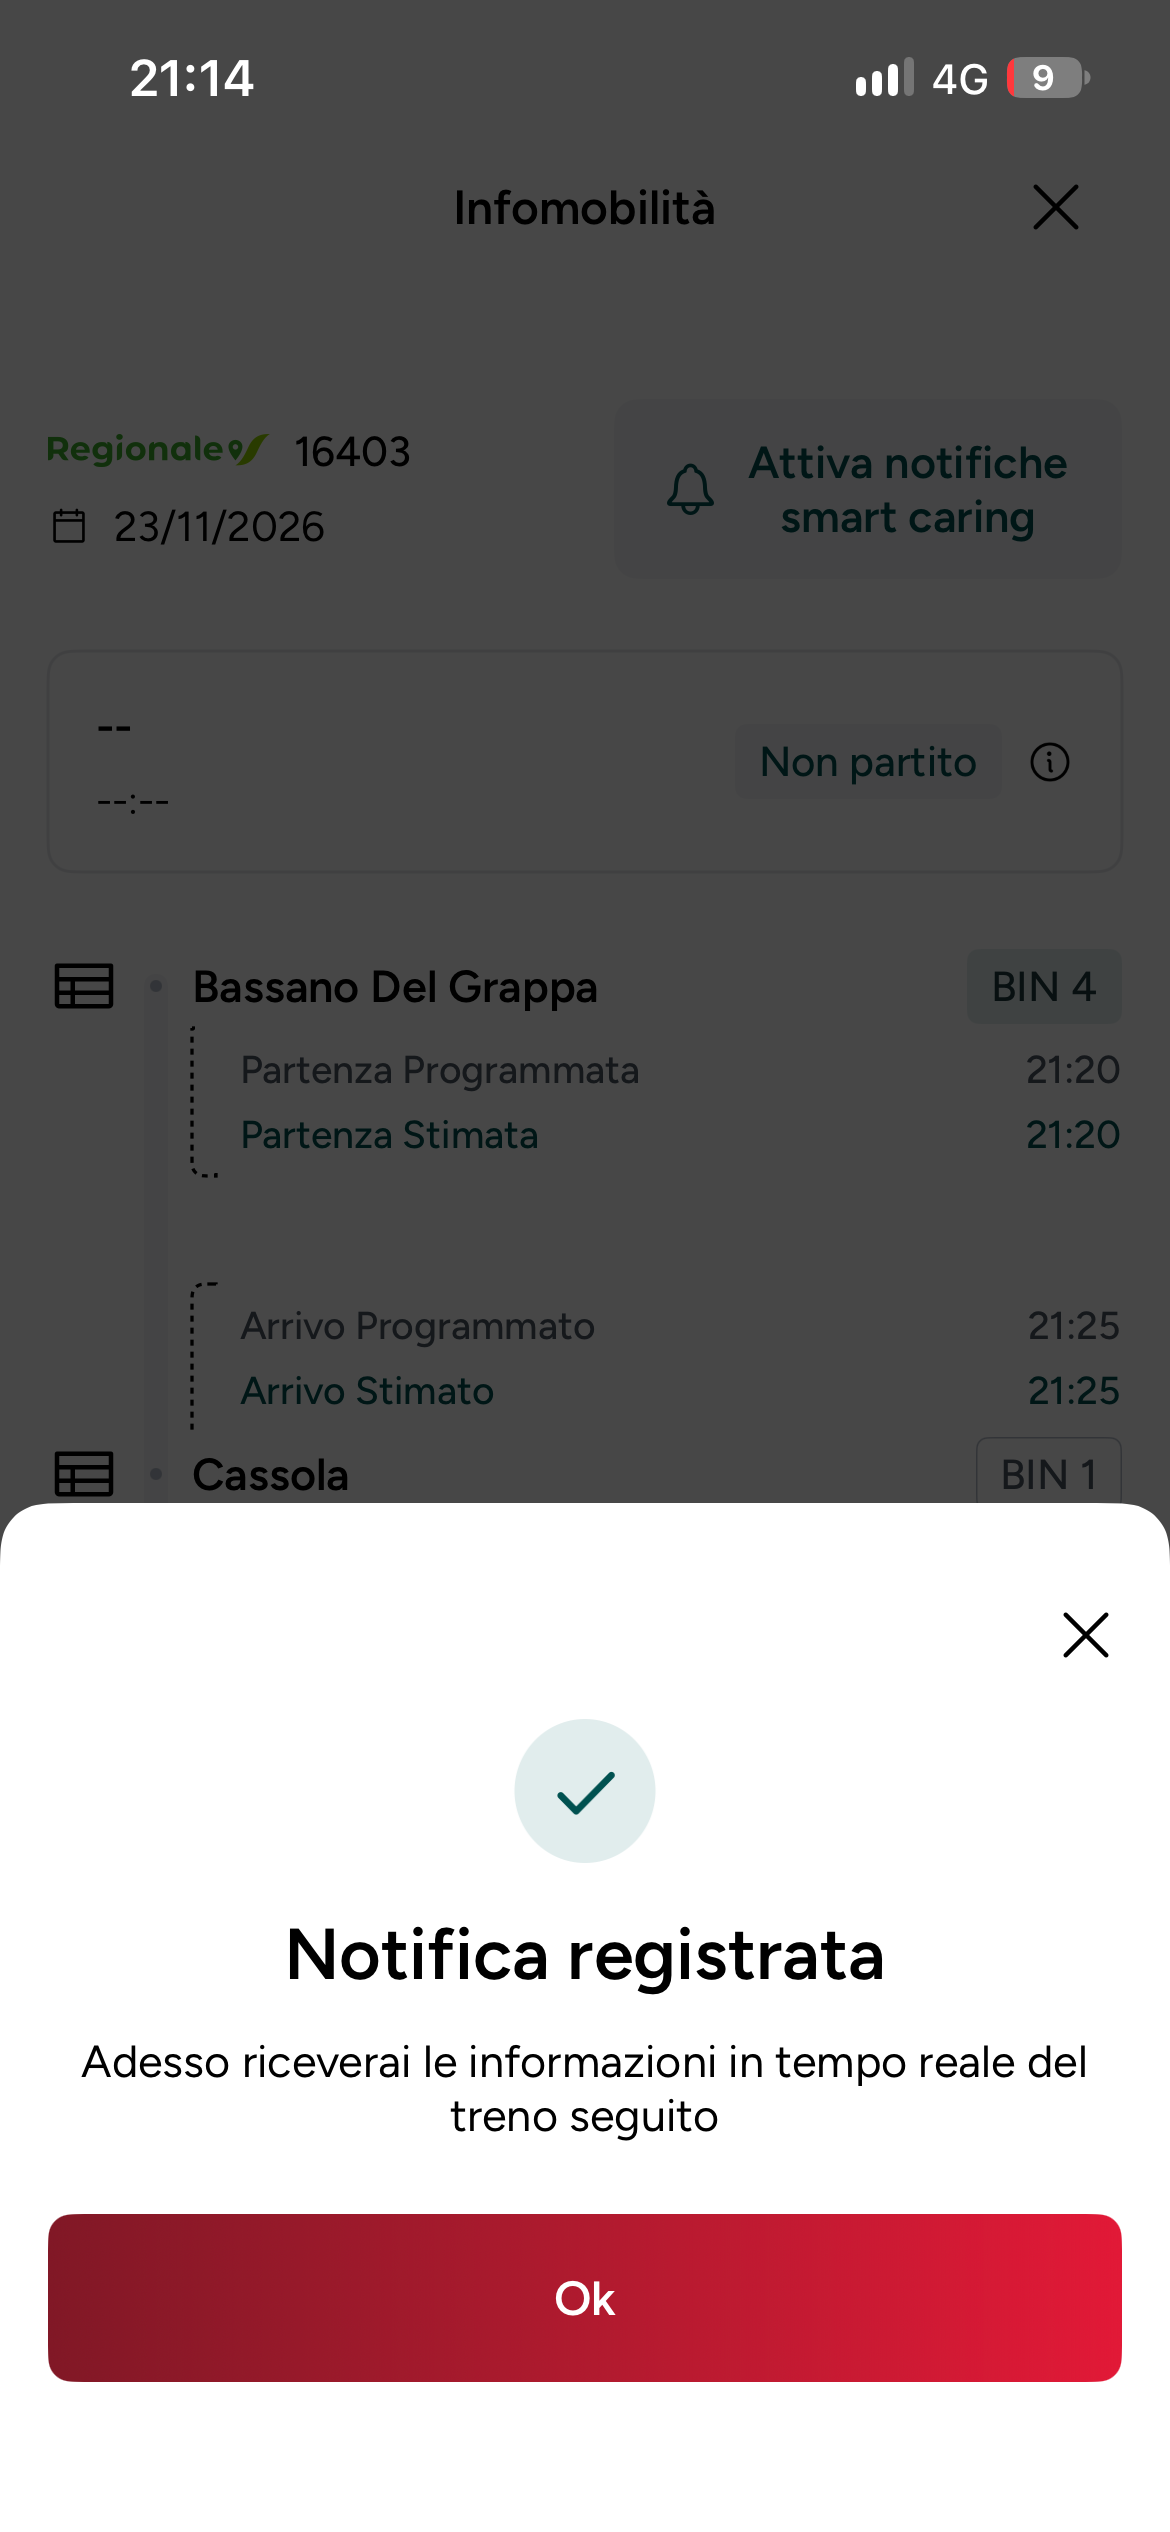 21:14 4G 9
Infomobilità
Regionale 16403
23/11/2026
Attiva notifiche
smart caring
--
--:--
Non partito
Bassano Del Grappa BIN 4
Partenza Programmata 21:20
Partenza Stimata 21:20
Arrivo Programmato 21:25
Arrivo Stimato 21:25
Cassola BIN 1
Notifica registrata
Adesso riceverai le informazioni in tempo reale del
treno seguito
Ok